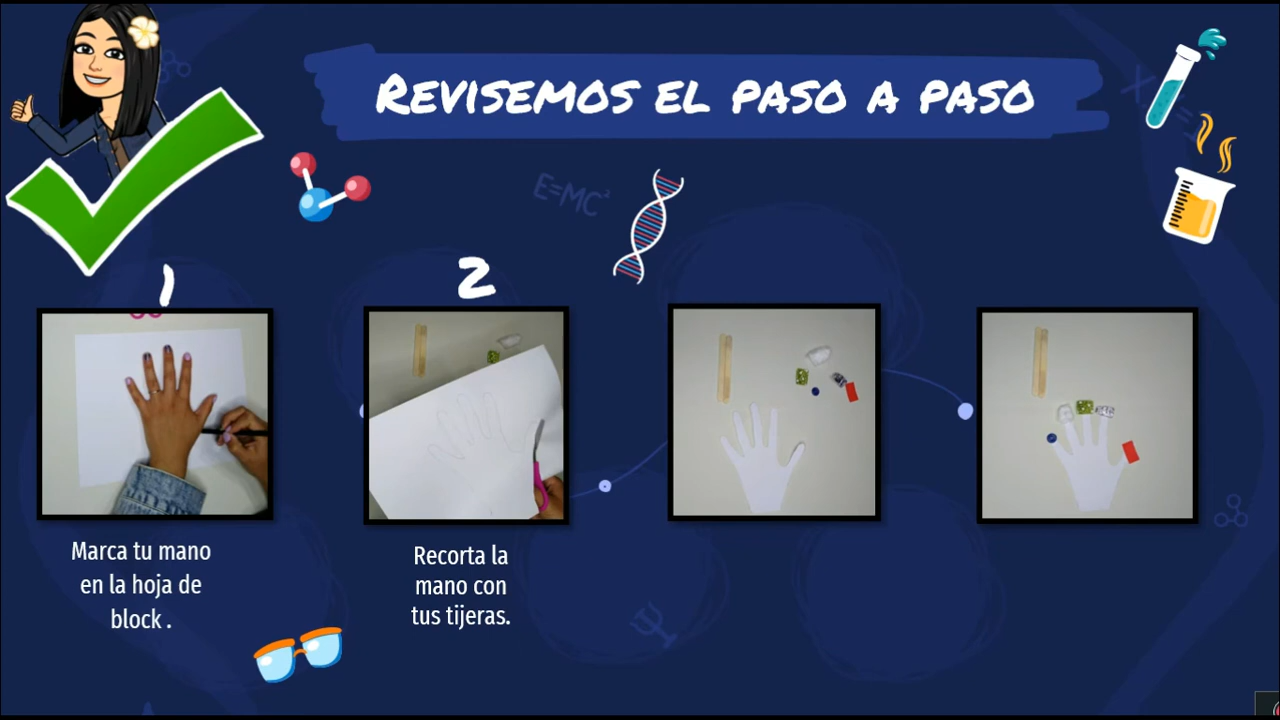 REVISEMOS EL PASO A PASO
E=MC²
1
2
Marca tu mano
en la hoja de
block .
Recorta la
mano con
tus tijeras.